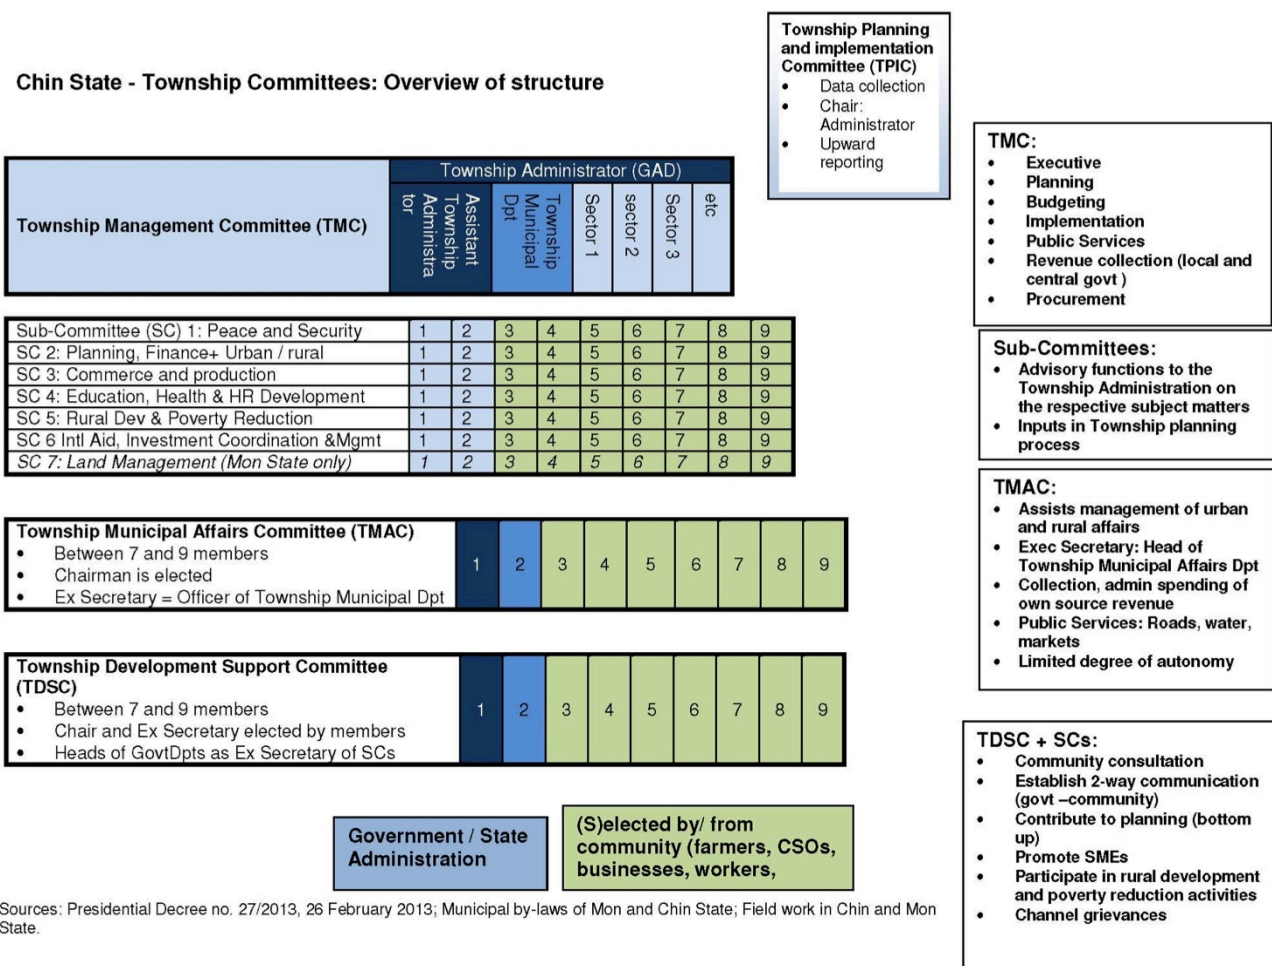 Township Planning
and implementation
Committee (TPIC)
• Data collection
• Chair:
Administrator
• Upward
reporting
Chin State - Township Committees: Overview of structure
Township Management Committee (TMC)
Township Administrator (GAD)
Assistant
Township
Administra
tor
Township
Municipal
Dpt
Sector 1
sector 2
Sector 3
etc
Sub-Committee (SC) 1: Peace and Security 1 2 3 4 5 6 7 8 9
SC 2: Planning, Finance+ Urban / rural 1 2 3 4 5 6 7 8 9
SC 3: Commerce and production 1 2 3 4 5 6 7 8 9
SC 4: Education, Health & HR Development 1 2 3 4 5 6 7 8 9
SC 5: Rural Dev & Poverty Reduction 1 2 3 4 5 6 7 8 9
SC 6 Intl Aid, Investment Coordination &Mgmt 1 2 3 4 5 6 7 8 9
SC 7: Land Management (Mon State only) 1 2 3 4 5 6 7 8 9
Township Municipal Affairs Committee (TMAC)
• Between 7 and 9 members
• Chairman is elected
• Ex Secretary = Officer of Township Municipal Dpt
1 2 3 4 5 6 7 8 9
Township Development Support Committee
(TDSC)
• Between 7 and 9 members
• Chair and Ex Secretary elected by members
• Heads of GovtDpts as Ex Secretary of SCs
1 2 3 4 5 6 7 8 9
Government / State
Administration
(S)elected by/ from
community (farmers, CSOs,
businesses, workers,
TMC:
• Executive
• Planning
• Budgeting
• Implementation
• Public Services
• Revenue collection (local and
central govt )
• Procurement
Sub-Committees:
• Advisory functions to the
Township Administration on
the respective subject matters
• Inputs in Township planning
process
TMAC:
• Assists management of urban
and rural affairs
• Exec Secretary: Head of
Township Municipal Affairs Dpt
• Collection, admin spending of
own source revenue
• Public Services: Roads, water,
markets
• Limited degree of autonomy
TDSC + SCs:
• Community consultation
• Establish 2-way communication
(govt –community)
• Contribute to planning (bottom
up)
• Promote SMEs
• Participate in rural development
and poverty reduction activities
• Channel grievances
Sources: Presidential Decree no. 27/2013, 26 February 2013; Municipal by-laws of Mon and Chin State; Field work in Chin and Mon
State.